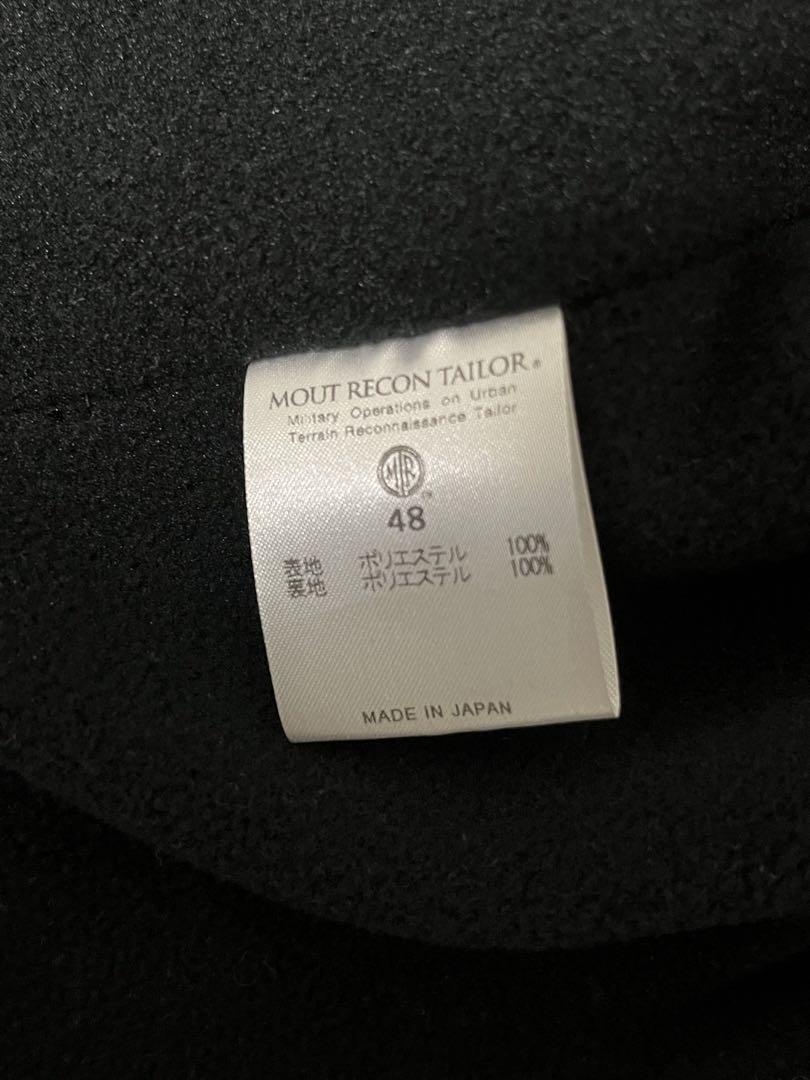 MOUT RECON TAILOR®
Military Operations on Urban
Terrain Reconnaissance Tailor
MTR
48
表地 ポリエステル 100%
裏地 ポリエステル 100%
MADE IN JAPAN